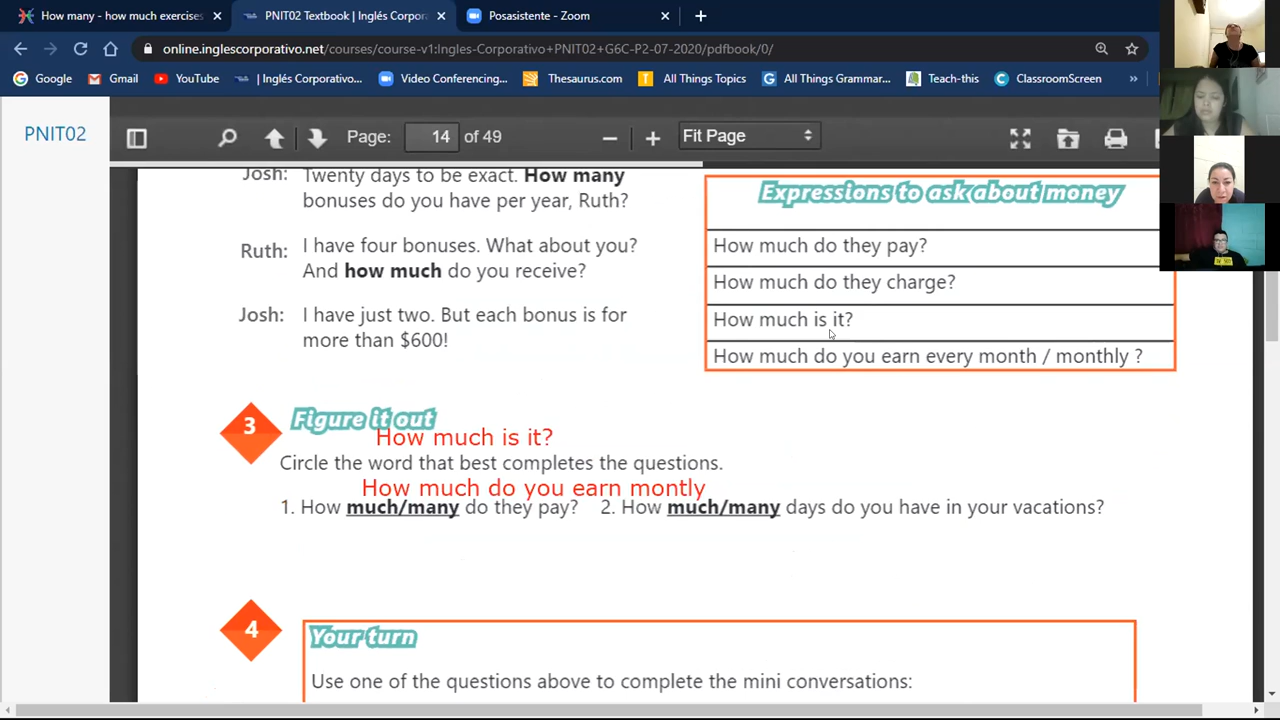 How many - how much exercises
PNIT02 Textbook | Inglés Corpor
Posasistente - Zoom
online.inglescorporativo.net/courses/course-v1:Ingles-Corporativo+PNIT02+G6C-P2-07-2020/pdfbook/0/
Google
Gmail
YouTube
| Inglés Corporativo...
Video Conferencing...
Thesaurus.com
All Things Topics
All Things Grammar...
Teach-this
ClassroomScreen
PNIT02
Page: 14 of 49
Fit Page
Josh: Twenty days to be exact. How many
bonuses do you have per year, Ruth?
Ruth: I have four bonuses. What about you?
And how much do you receive?
Josh: I have just two. But each bonus is for
more than $600!
Expressions to ask about money
How much do they pay?
How much do they charge?
How much is it?
How much do you earn every month / monthly ?
3 Figure it out
How much is it?
Circle the word that best completes the questions.
How much do you earn montly
1. How much/many do they pay? 2. How much/many days do you have in your vacations?
4 Your turn
Use one of the questions above to complete the mini conversations: